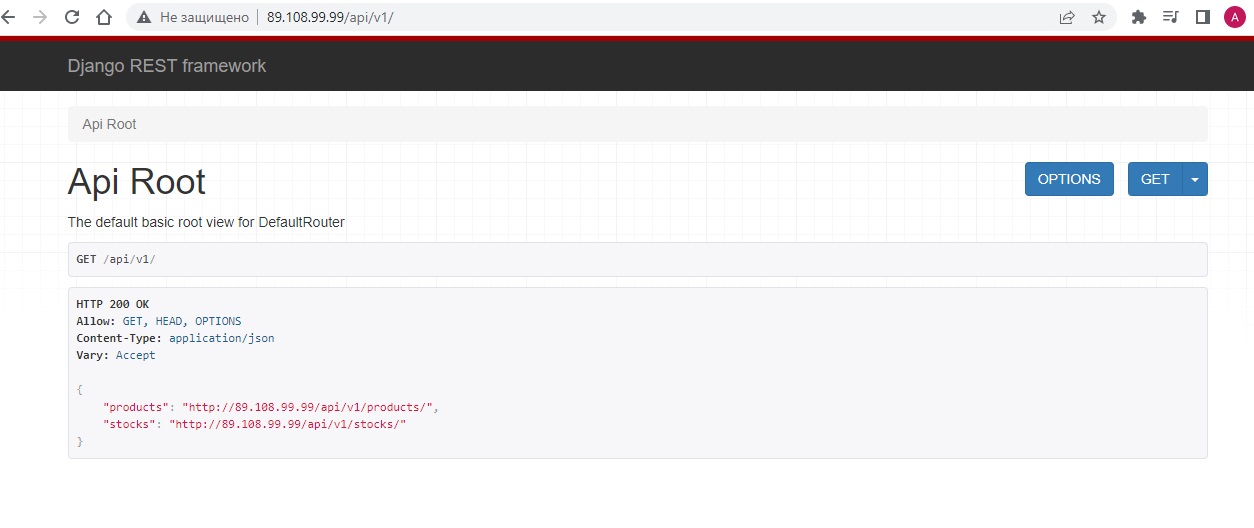 Не защищено 89.108.99.99/api/v1/ A
Django REST framework
Api Root
Api Root OPTIONS GET
The default basic root view for DefaultRouter
GET /api/v1/
HTTP 200 OK
Allow: GET, HEAD, OPTIONS
Content-Type: application/json
Vary: Accept
{
"products": "http://89.108.99.99/api/v1/products/",
"stocks": "http://89.108.99.99/api/v1/stocks/"
}